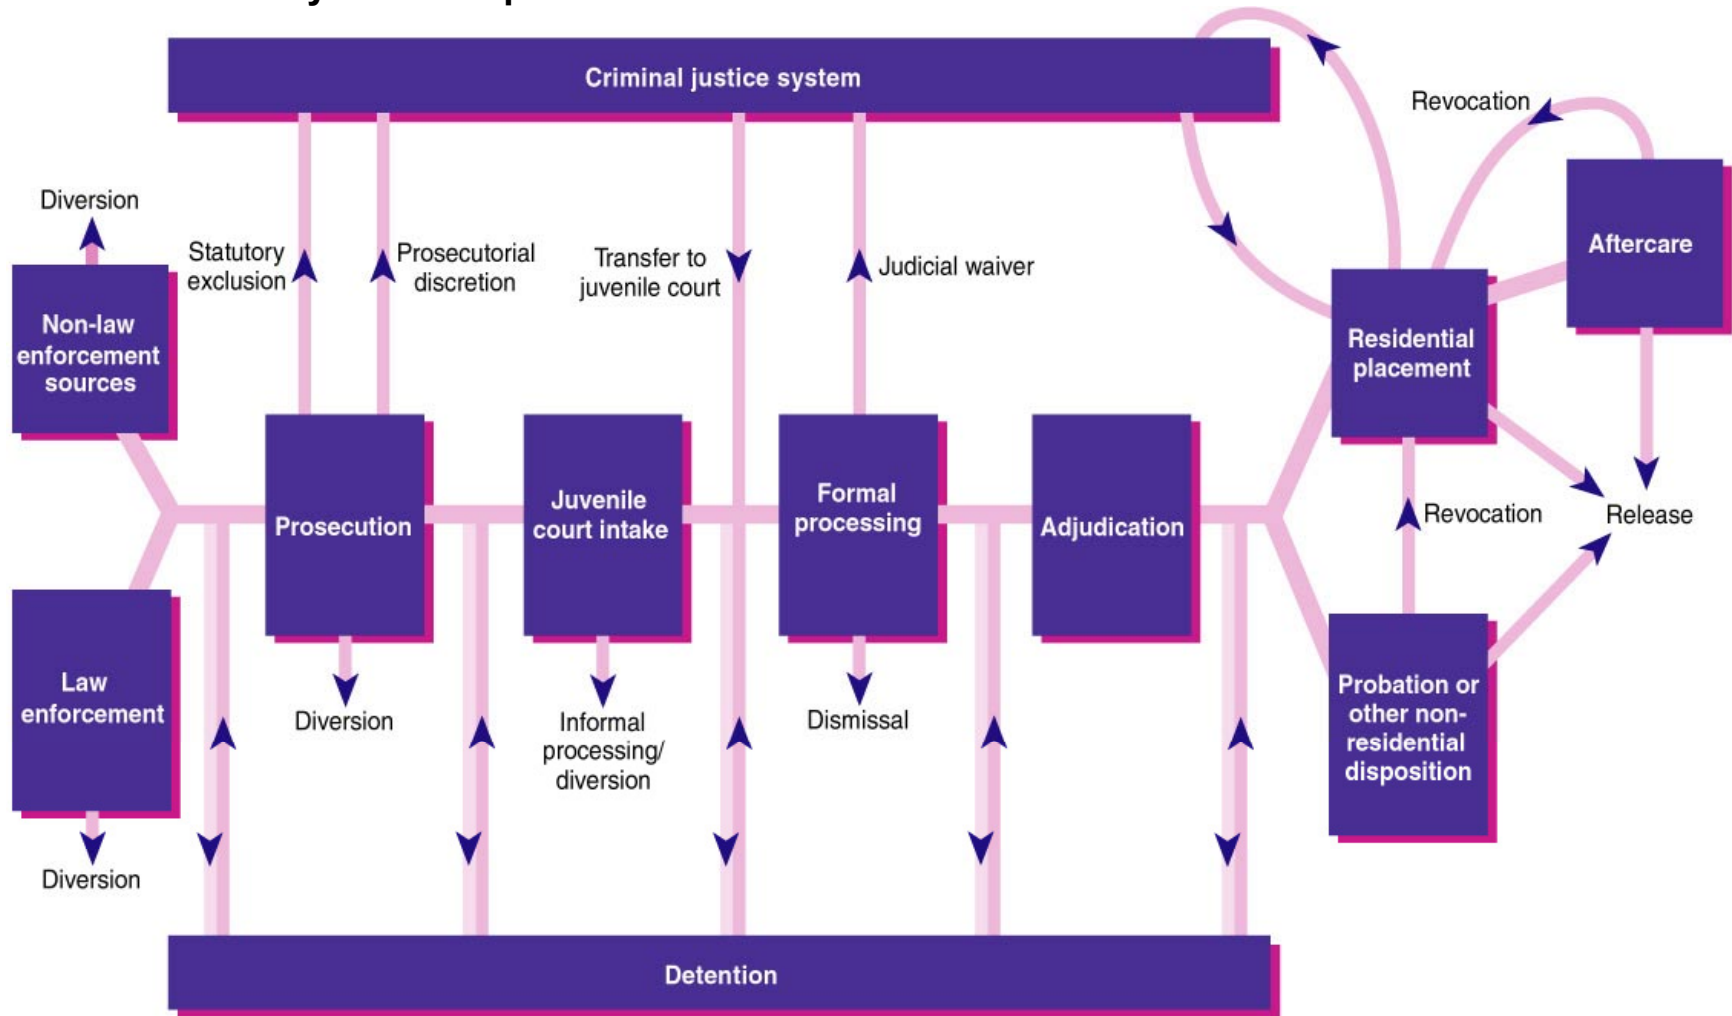 Criminal justice system
Revocation
Diversion
Aftercare
Statutory
exclusion
Prosecutorial
discretion
Transfer to
juvenile court
Judicial waiver
Non-law
enforcement
sources
Residential
placement
Prosecution
Juvenile
court intake
Formal
processing
Adjudication
Revocation
Release
Law
enforcement
Diversion
Informal
processing/
diversion
Dismissal
Probation or
other non-
residential
disposition
Diversion
Detention